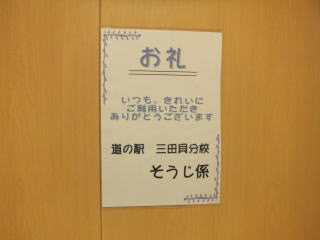 お礼
いつも、きれいに
ご利用いただき
ありがとうございます
道の駅　三田貝分校
そうじ係